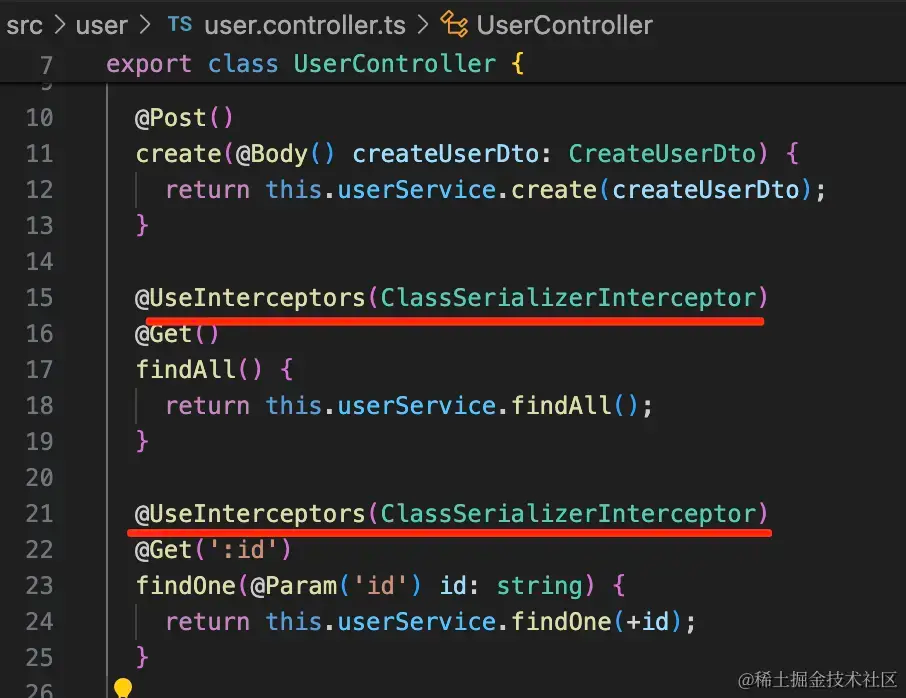 src > user > TS user.controller.ts > UserController
7 export class UserController {
10 @Post()
11 create(@Body() createUserDto: CreateUserDto) {
12 return this.userService.create(createUserDto);
13 }
14
15 @UseInterceptors(ClassSerializerInterceptor)
16 @Get()
17 findAll() {
18 return this.userService.findAll();
19 }
20
21 @UseInterceptors(ClassSerializerInterceptor)
22 @Get(':id')
23 findOne(@Param('id') id: string) {
24 return this.userService.findOne(+id);
25 }
26
@稀土掘金技术社区